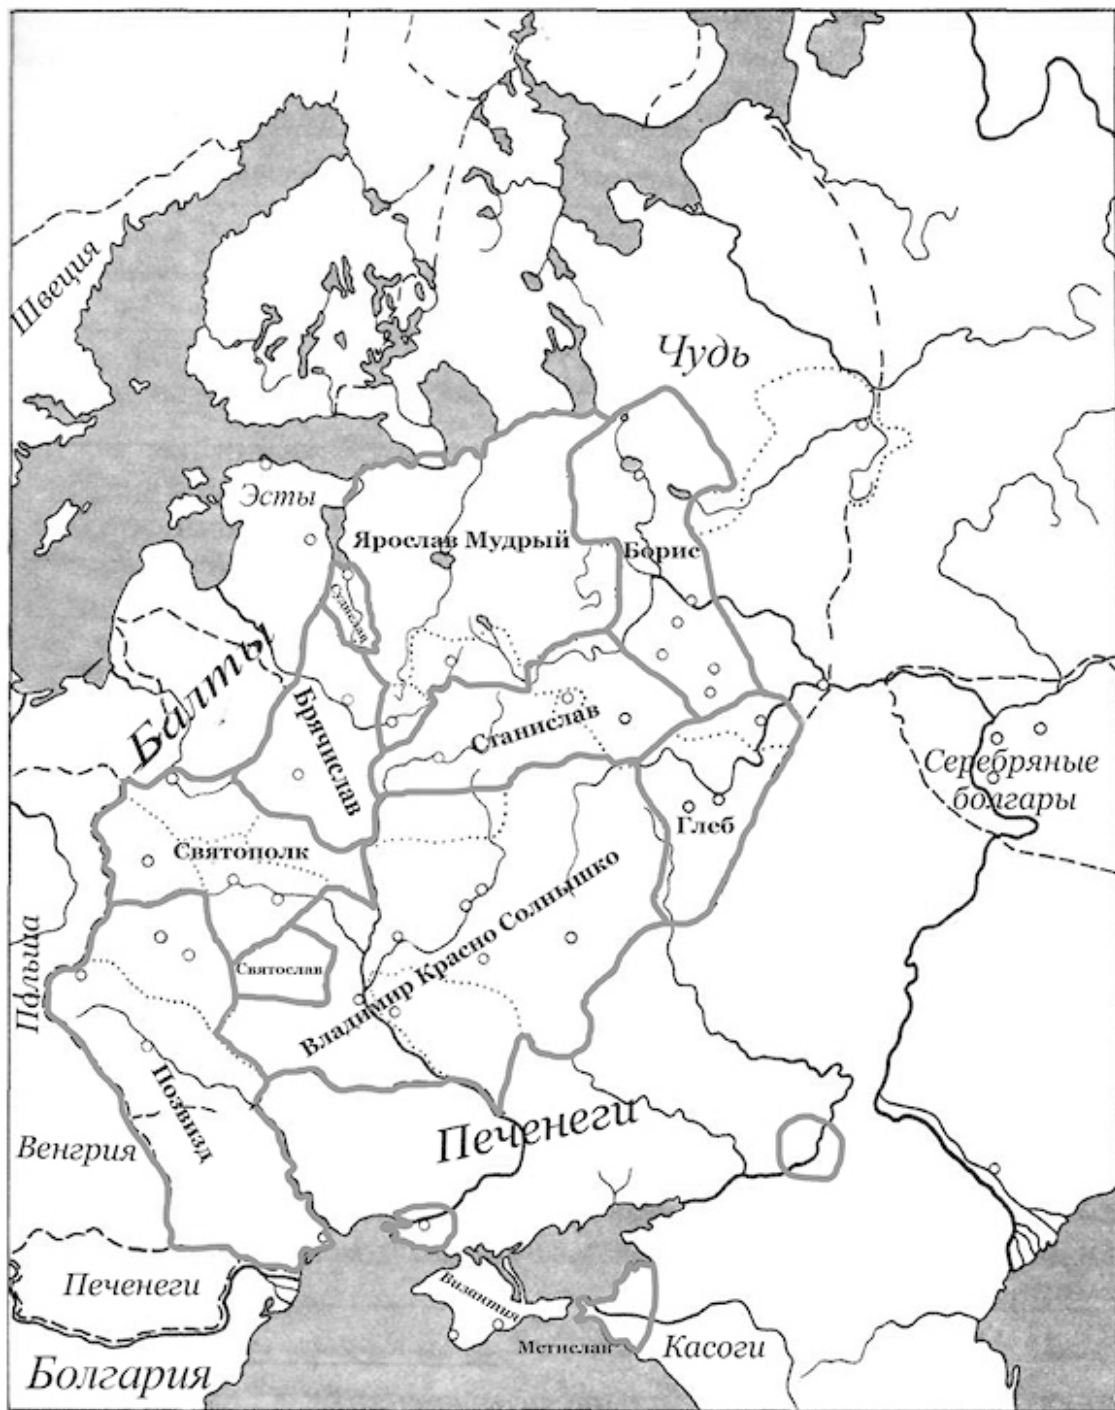 Швеция
Чудь
Эсты
Ярослав Мудрый
Борис
Судислав
Балты
Брячислав
Станислав
Серебряные
болгары
Глеб
Святополк
Польша
Святослав
Владимир Красно Солнышко
Позвизд
Печенеги
Венгрия
Печенеги
Византия
Мстислав
Касоги
Болгария